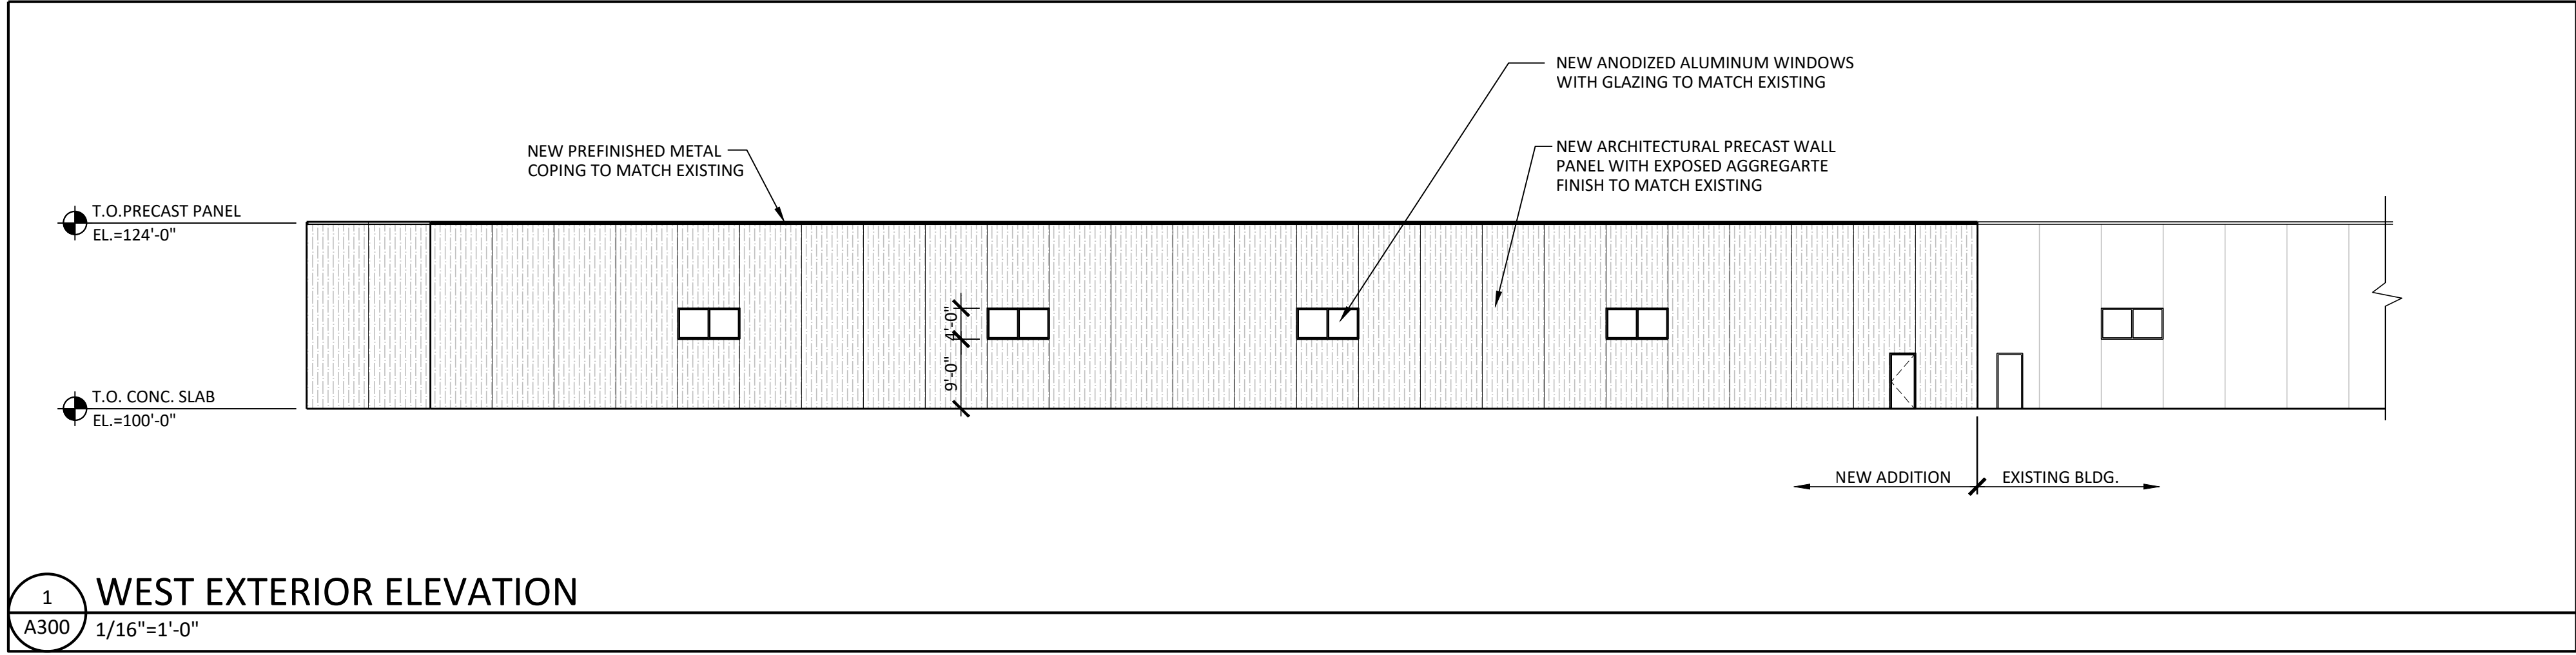 NEW ANODIZED ALUMINUM WINDOWS
WITH GLAZING TO MATCH EXISTING
NEW PREFINISHED METAL
COPING TO MATCH EXISTING
NEW ARCHITECTURAL PRECAST WALL
PANEL WITH EXPOSED AGGREGARTE
FINISH TO MATCH EXISTING
T.O.PRECAST PANEL
EL.=124'-0"
4'-0"
9'-0"
T.O. CONC. SLAB
EL.=100'-0"
NEW ADDITION
EXISTING BLDG.
1
WEST EXTERIOR ELEVATION
A300
1/16"=1'-0"